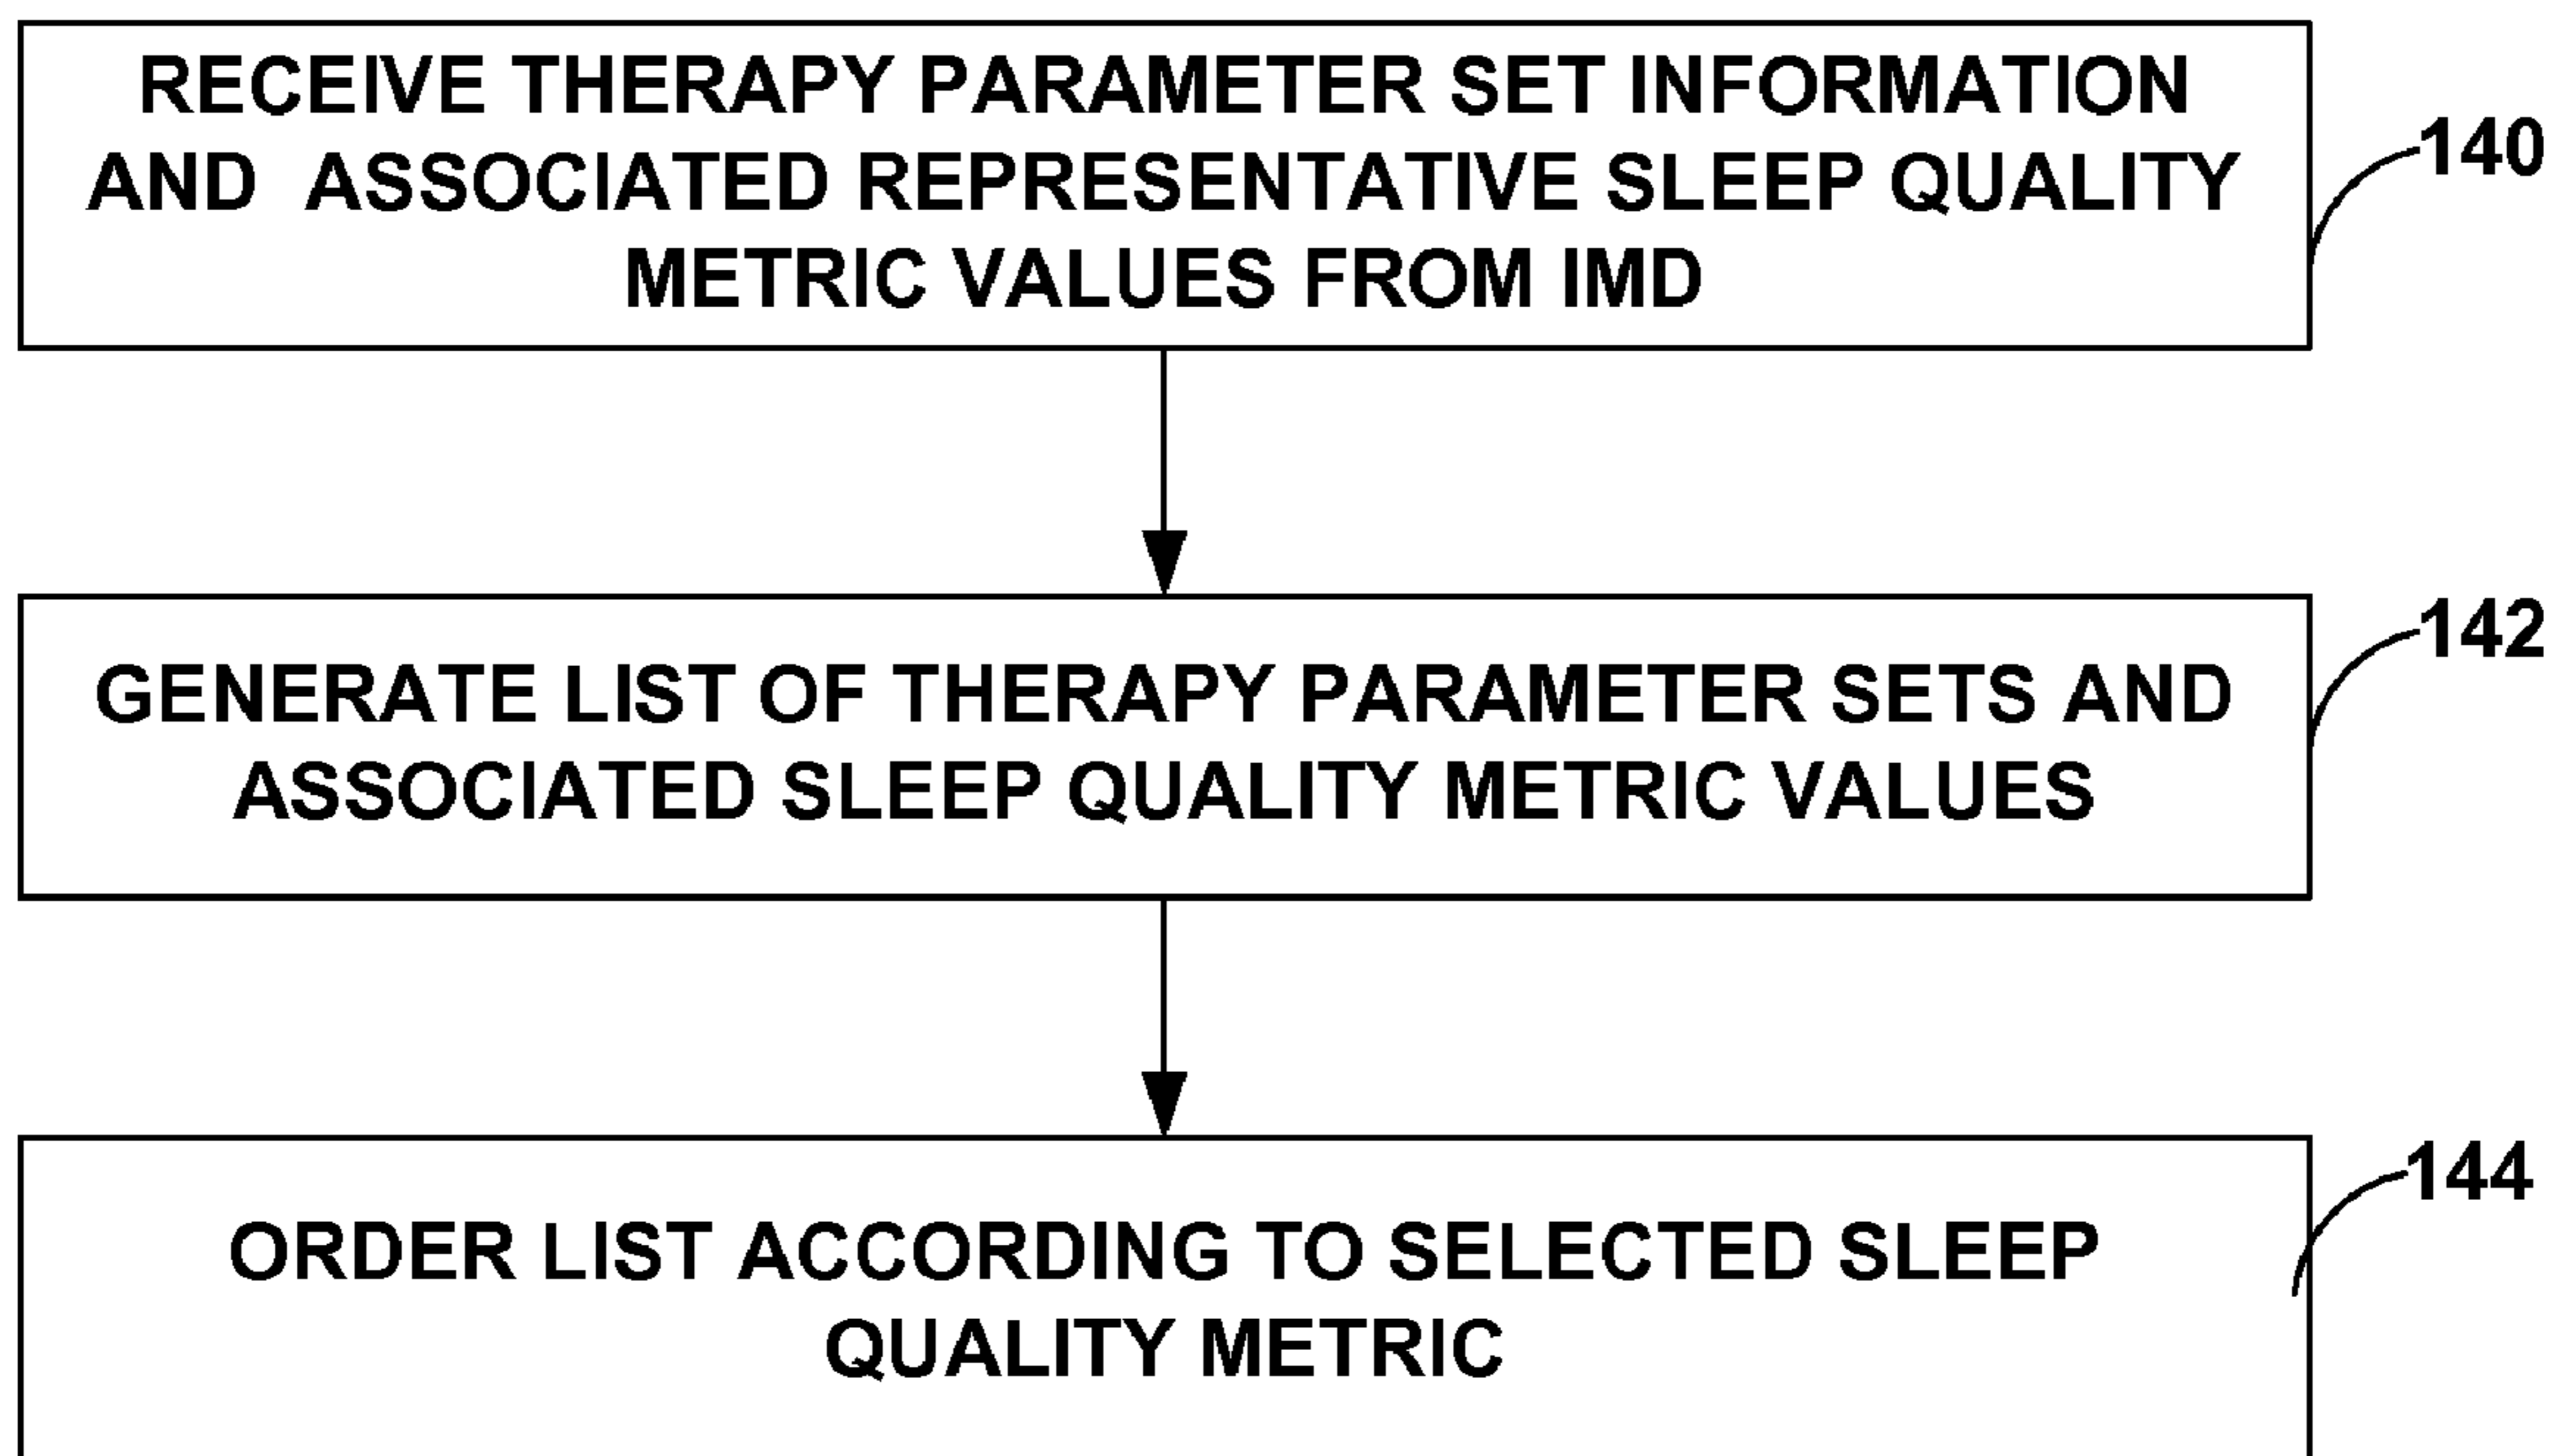 RECEIVE THERAPY PARAMETER SET INFORMATION
AND ASSOCIATED REPRESENTATIVE SLEEP QUALITY
METRIC VALUES FROM IMD
140
GENERATE LIST OF THERAPY PARAMETER SETS AND
ASSOCIATED SLEEP QUALITY METRIC VALUES
142
ORDER LIST ACCORDING TO SELECTED SLEEP
QUALITY METRIC
144